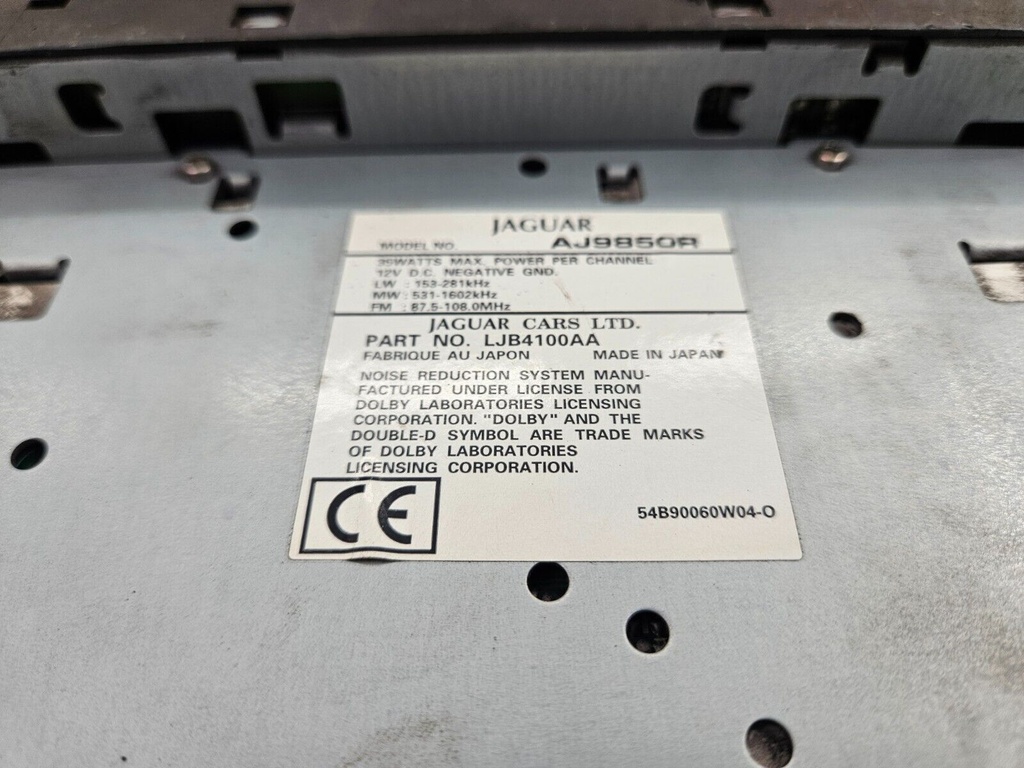 JAGUAR
MODEL NO. AJ9850R
WATTS MAX. POWER PER CHANNEL
12V D.C. NEGATIVE GND.
LW : 153-281kHz
MW : 531-1602kHz
FM : 87.5-108.0MHz
JAGUAR CARS LTD.
PART NO. LJB4100AA
FABRIQUE AU JAPON MADE IN JAPAN
NOISE REDUCTION SYSTEM MANU-
FACTURED UNDER LICENSE FROM
DOLBY LABORATORIES LICENSING
CORPORATION. "DOLBY" AND THE
DOUBLE-D SYMBOL ARE TRADE MARKS
OF DOLBY LABORATORIES
LICENSING CORPORATION.
CE
54B90060W04-O